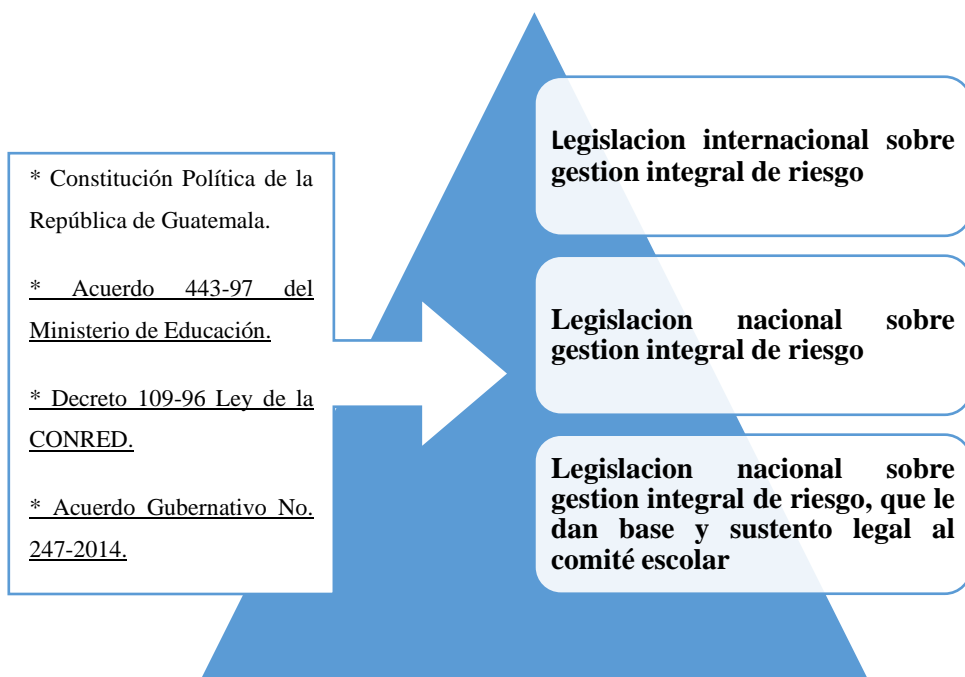 * Constitución Política de la
República de Guatemala.
* Acuerdo 443-97 del
Ministerio de Educación.
* Decreto 109-96 Ley de la
CONRED.
* Acuerdo Gubernativo No.
247-2014.
Legislacion internacional sobre
gestion integral de riesgo
Legislacion nacional sobre
gestion integral de riesgo
Legislacion nacional sobre
gestion integral de riesgo, que le
dan base y sustento legal al
comité escolar